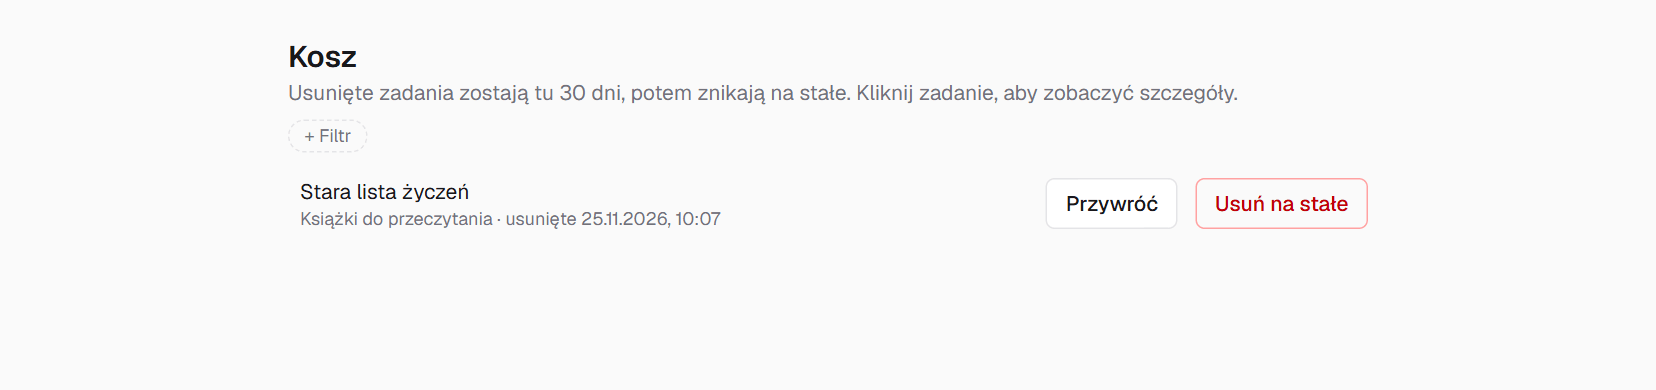 Kosz
Usunięte zadania zostają tu 30 dni, potem znikają na stałe. Kliknij zadanie, aby zobaczyć szczegóły.
+ Filtr
Stara lista życzeń
Książki do przeczytania · usunięte 25.11.2026, 10:07
Przywróć
Usuń na stałe